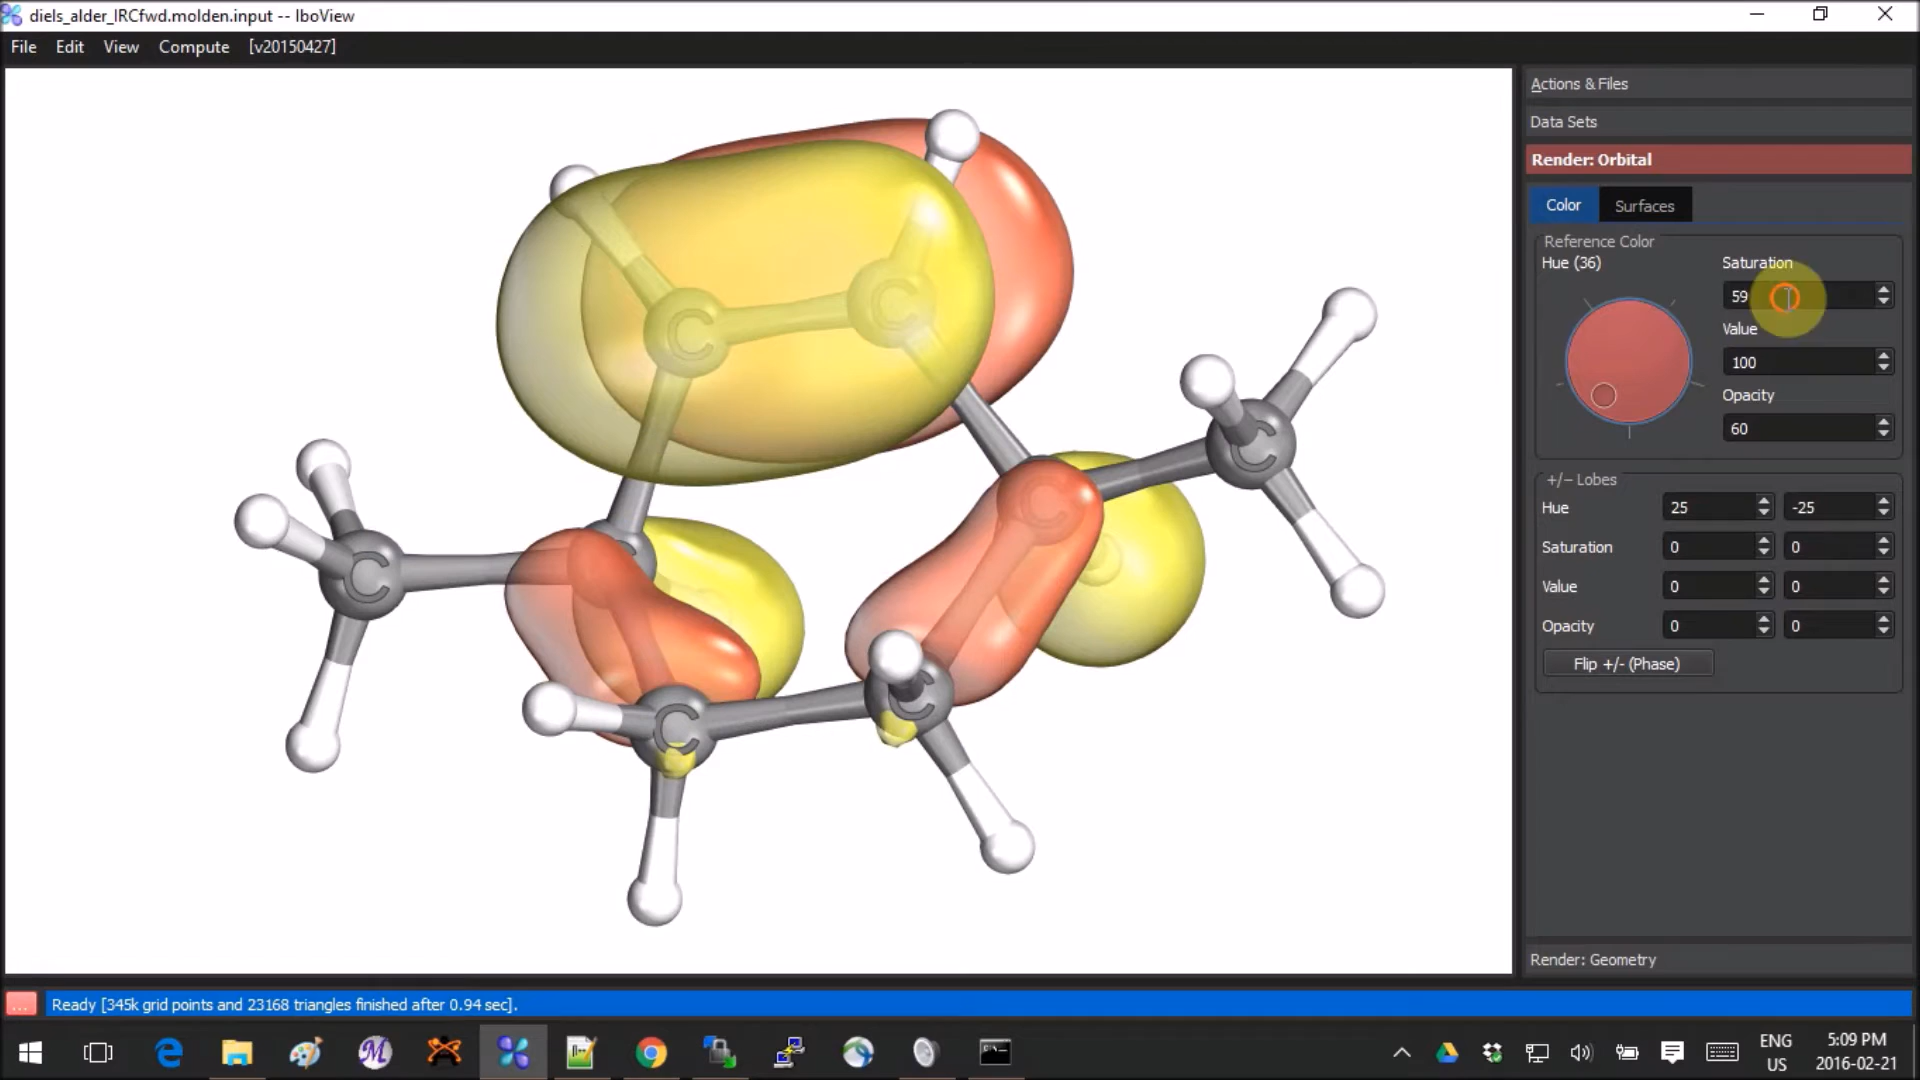 diels_alder_IRCfwd.molden.input -- IboView
File Edit View Compute [v20150427]
Actions & Files
Data Sets
Render: Orbital
Color Surfaces
Reference Color
Hue (36)
Saturation
59
Value
100
Opacity
60
+/− Lobes
Hue 25 -25
Saturation 0 0
Value 0 0
Opacity 0 0
Flip +/- (Phase)
Render: Geometry
C
C
C
C
C
C
C
C
... Ready [345k grid points and 23168 triangles finished after 0.94 sec].
ENG
US
5:09 PM
2016-02-21